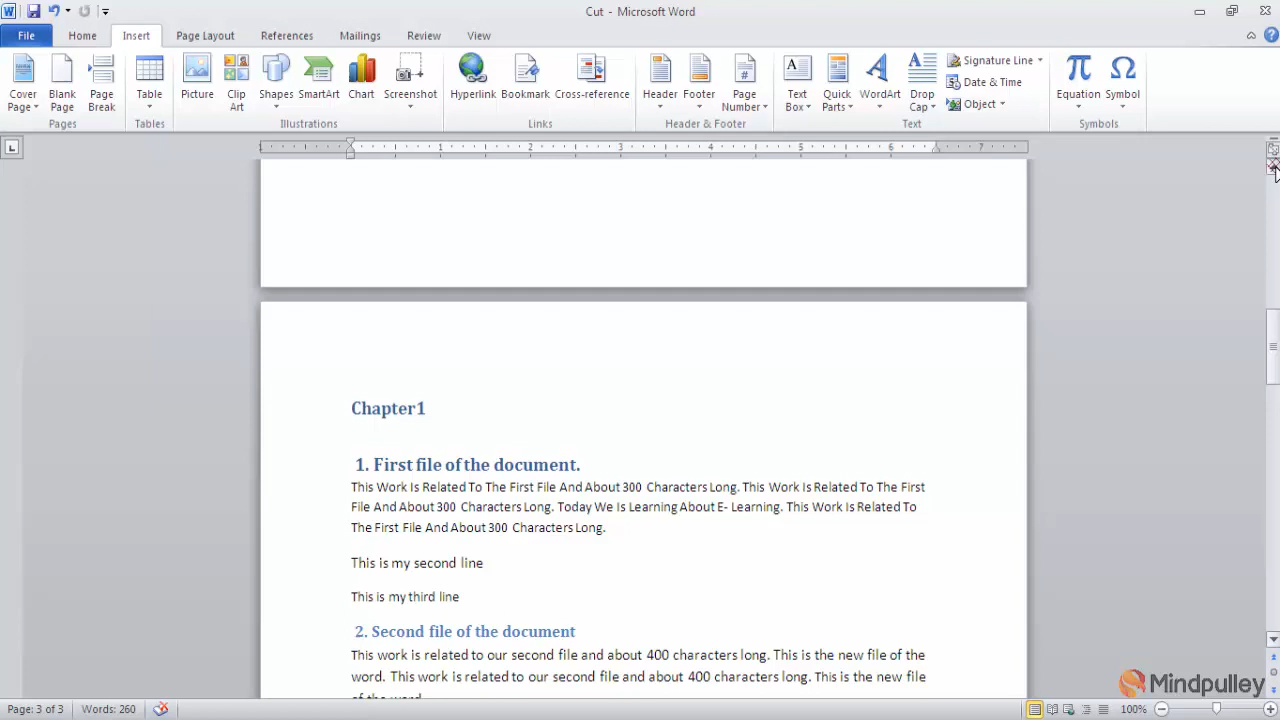 Cut - Microsoft Word
File Home Insert Page Layout References Mailings Review View
Cover Page
Blank Page
Page Break
Table
Picture
Clip Art
Shapes
SmartArt
Chart
Screenshot
Hyperlink
Bookmark
Cross-reference
Header
Footer
Page Number
Text Box
Quick Parts
WordArt
Drop Cap
Signature Line
Date & Time
Object
Equation
Symbol
Pages Tables Illustrations Links Header & Footer Text Symbols
1 2 3 4 5 6 7
Chapter1
1. First file of the document.
This Work Is Related To The First File And About 300 Characters Long. This Work Is Related To The First
File And About 300 Characters Long. Today We Is Learning About E- Learning. This Work Is Related To
The First File And About 300 Characters Long.
This is my second line
This is my third line
2. Second file of the document
This work is related to our second file and about 400 characters long. This is the new file of the
word. This work is related to our second file and about 400 characters long. This is the new file
of the word
Mindpulley
Page: 3 of 3 Words: 260 100%